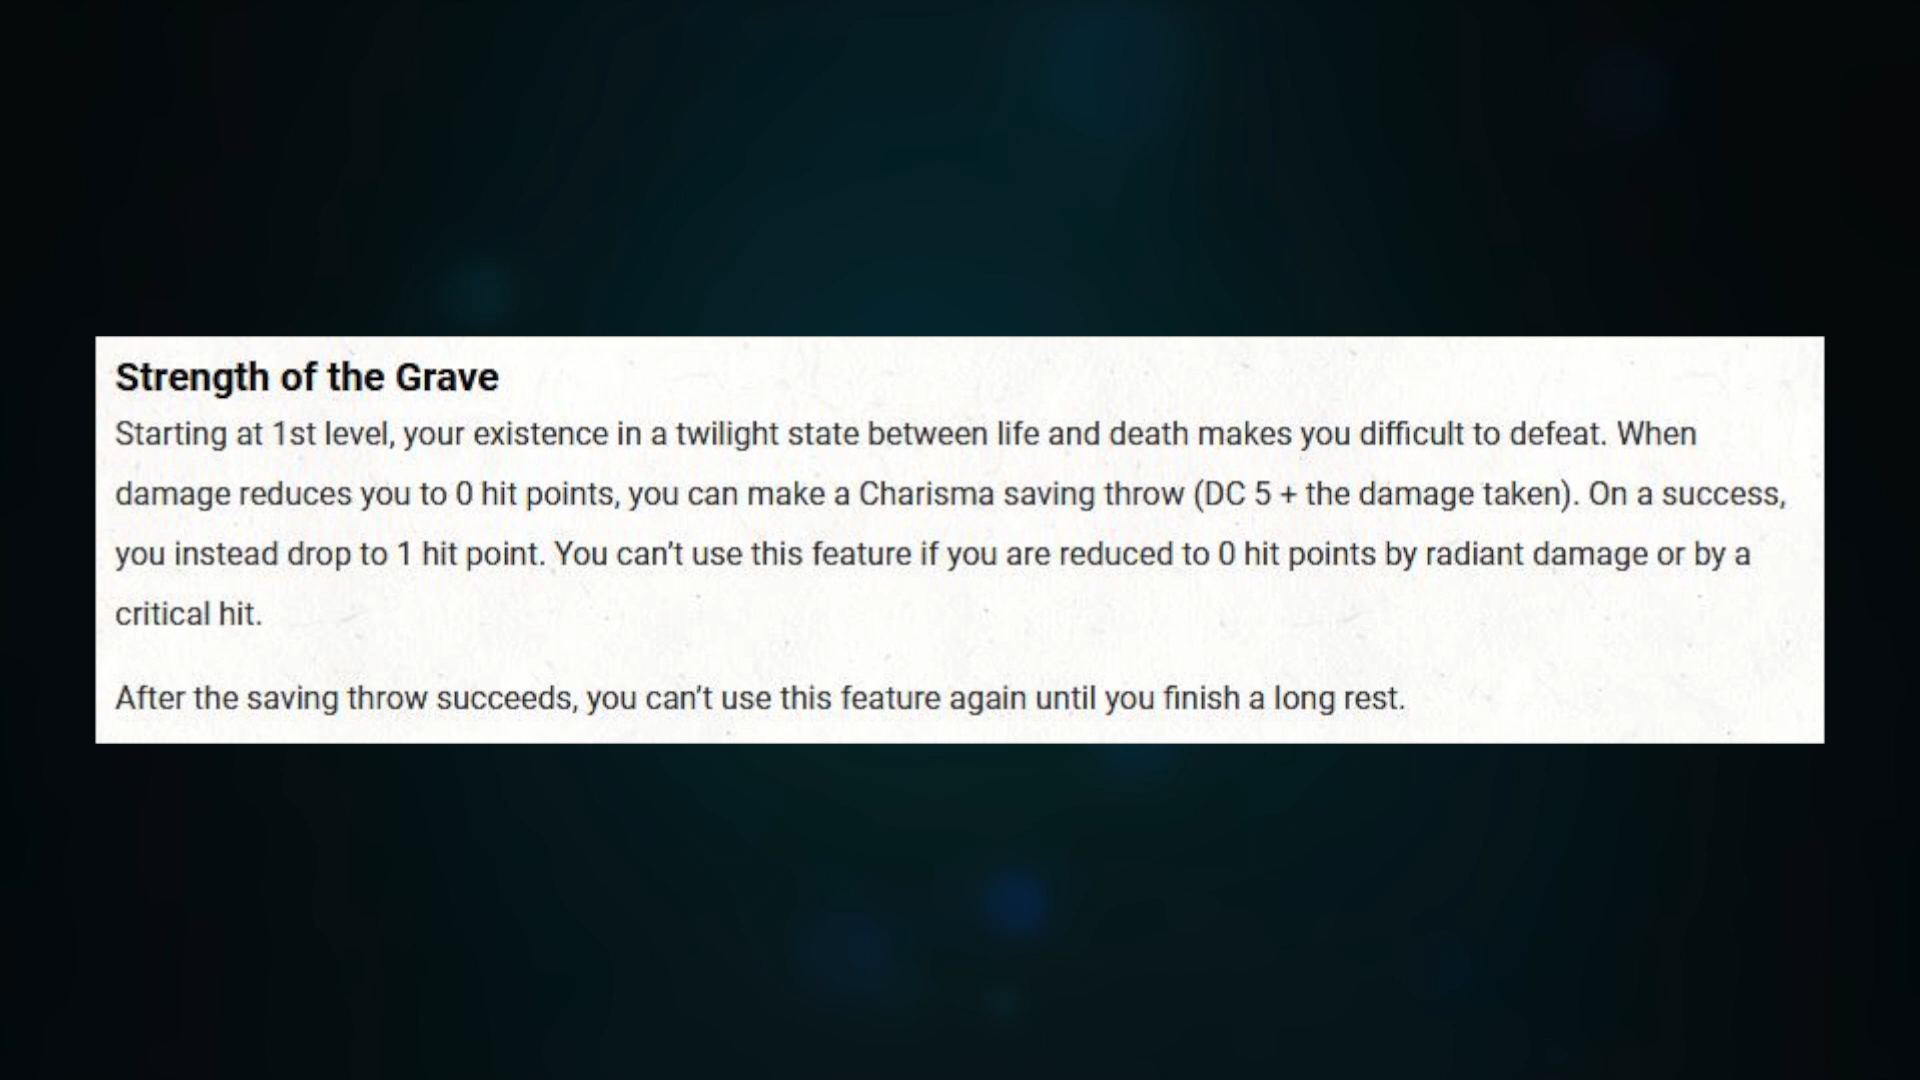 Strength of the Grave
Starting at 1st level, your existence in a twilight state between life and death makes you difficult to defeat. When
damage reduces you to 0 hit points, you can make a Charisma saving throw (DC 5 + the damage taken). On a success,
you instead drop to 1 hit point. You can’t use this feature if you are reduced to 0 hit points by radiant damage or by a
critical hit.
After the saving throw succeeds, you can’t use this feature again until you finish a long rest.